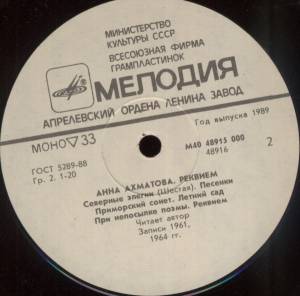 МИНИСТЕРСТВО
КУЛЬТУРЫ СССР
ВСЕСОЮЗНАЯ ФИРМА
ГРАМПЛАСТИНОК
МЕЛОДИЯ
АПРЕЛЕВСКИЙ ОРДЕНА ЛЕНИНА ЗАВОД
МОНО ▽ 33
Год выпуска 1989
ГОСТ 5289-88
Гр. 2. 1-20
М40 48915 000
48916
2
АННА АХМАТОВА. РЕКВИЕМ
Северные элегии (Шестая). Песенки
Приморский сонет. Летний сад
При непосылке поэмы. Реквием
Читает автор
Записи 1961,
1964 гг.